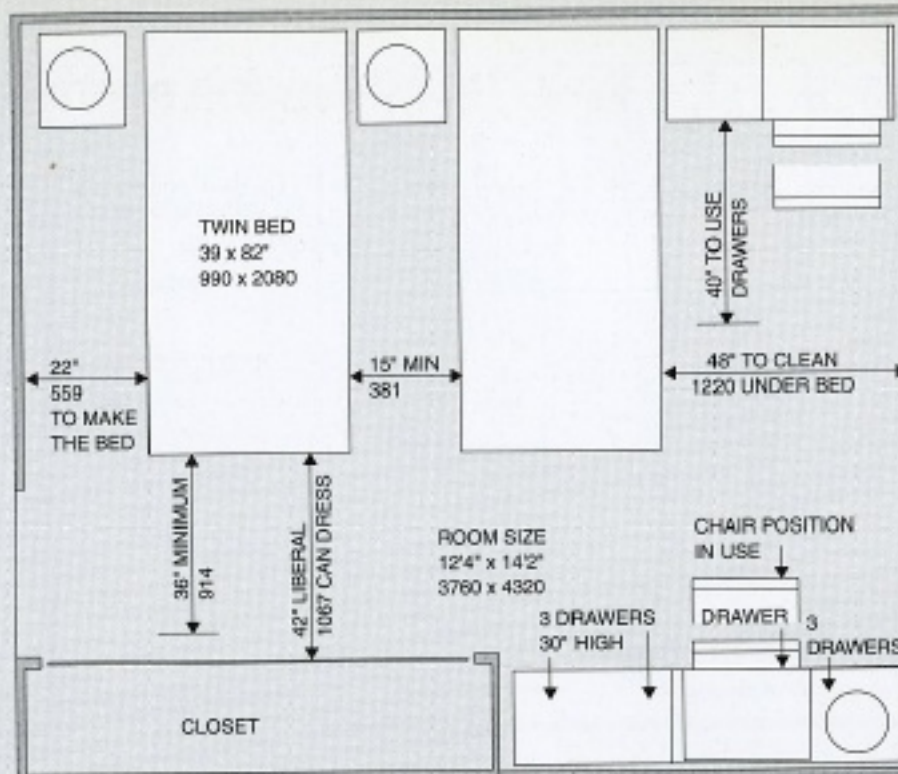 TWIN BED
39 x 82"
990 x 2080
40" TO USE
DRAWERS
22"
559
TO MAKE
THE BED
15" MIN
381
48" TO CLEAN
1220 UNDER BED
36" MINIMUM
914
42" LIBERAL
1067 CAN DRESS
ROOM SIZE
12'4" x 14'2"
3760 x 4320
CHAIR POSITION
IN USE
3 DRAWERS
30" HIGH
DRAWER
3
DRAWERS
CLOSET